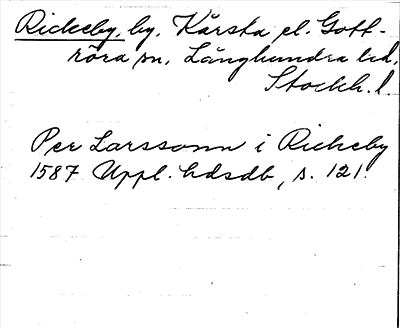 Rickeby, by, Kårsta el. Gott-
röra sn, Långhundra hd,
Stockh. l.
Per Larssonn i Rickeby
1587 Uppl. hdsdb, s. 121.